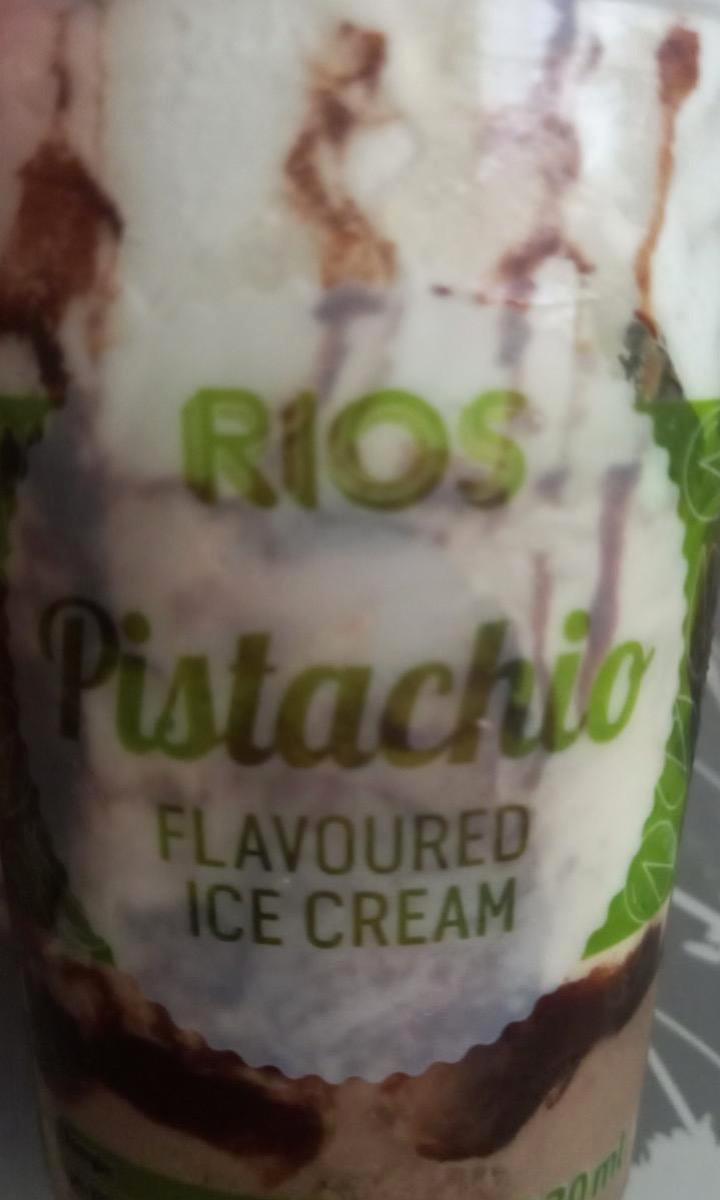 RIOS
Pistachio
FLAVOURED
ICE CREAM